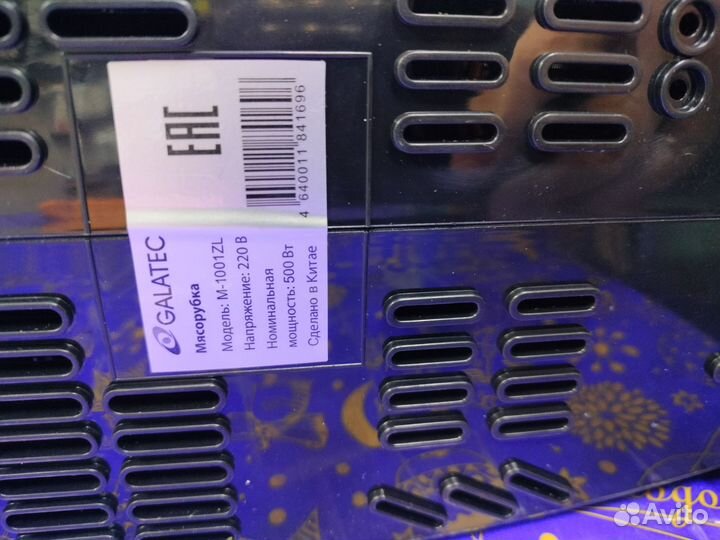 GALATEC
Мясорубка
Модель: M-1001ZL
Напряжение: 220 В
Номинальная
мощность: 500 Вт
Сделано в Китае
EAC
4 640011 841696
Avito